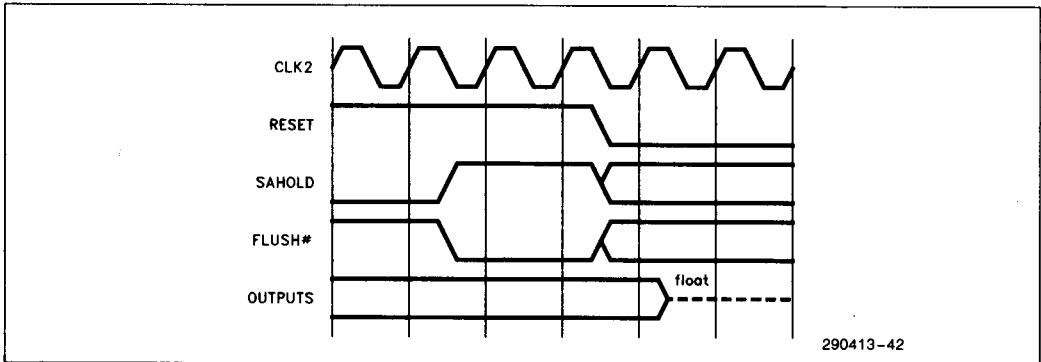 CLK2
RESET
SAHOLD
FLUSH#
OUTPUTS
float
290413-42